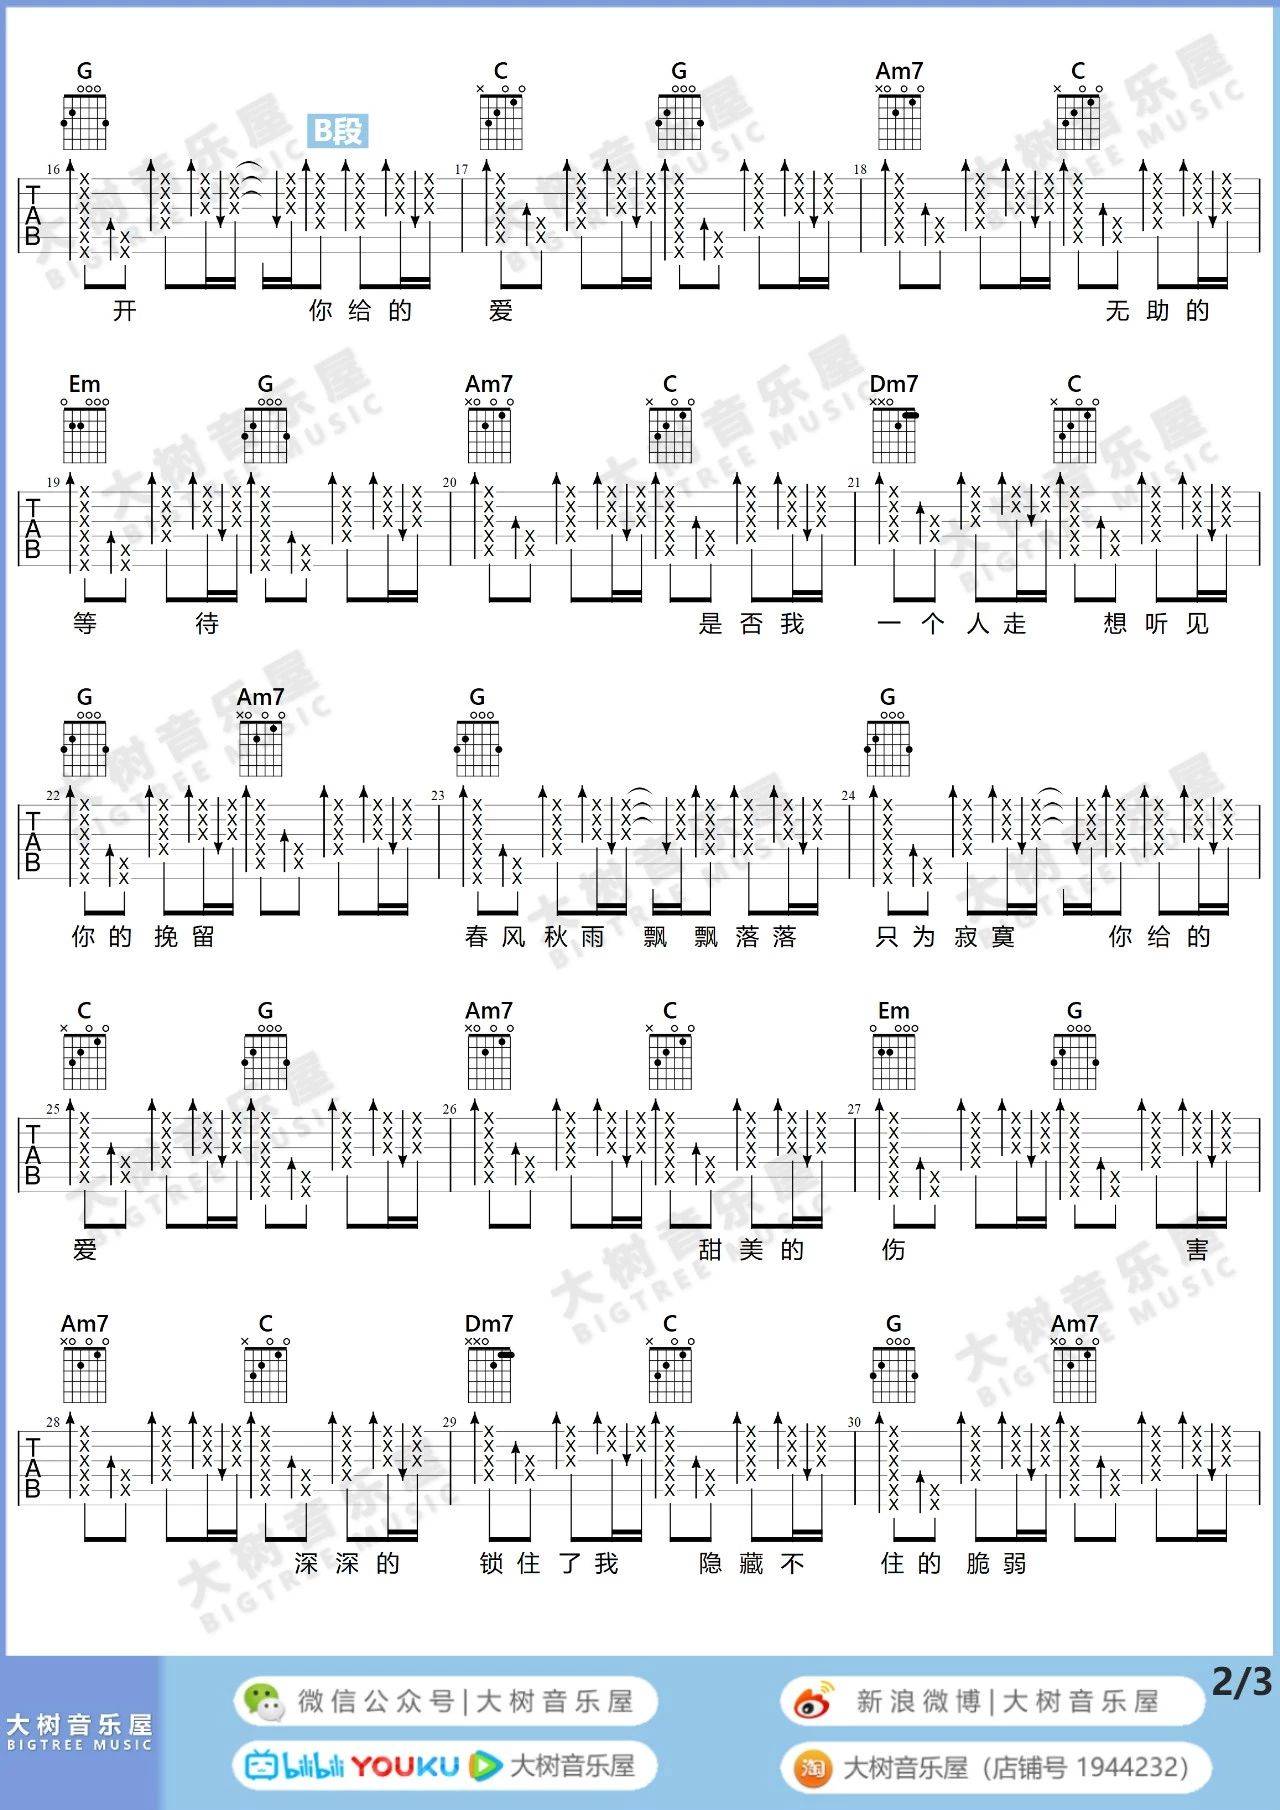 G C G Am7 C
B段
16 17 18
TAB
开 你给的 爱 无助的
Em G Am7 C Dm7 C
19 20 21
TAB
等 待 是否我 一个人走 想听见
G Am7 G G
22 23 24
TAB
你的挽留 春风秋雨飘飘落落 只为寂寞 你给的
C G Am7 C Em G
25 26 27
TAB
爱 甜美的 伤 害
Am7 C Dm7 C G Am7
28 29 30
TAB
深深的 锁住了我 隐藏不 住的脆弱
2/3
微信公众号|大树音乐屋 新浪微博|大树音乐屋
大树音乐屋
BIGTREE MUSIC
bilibili YOUKU 大树音乐屋 淘 大树音乐屋(店铺号 1944232)